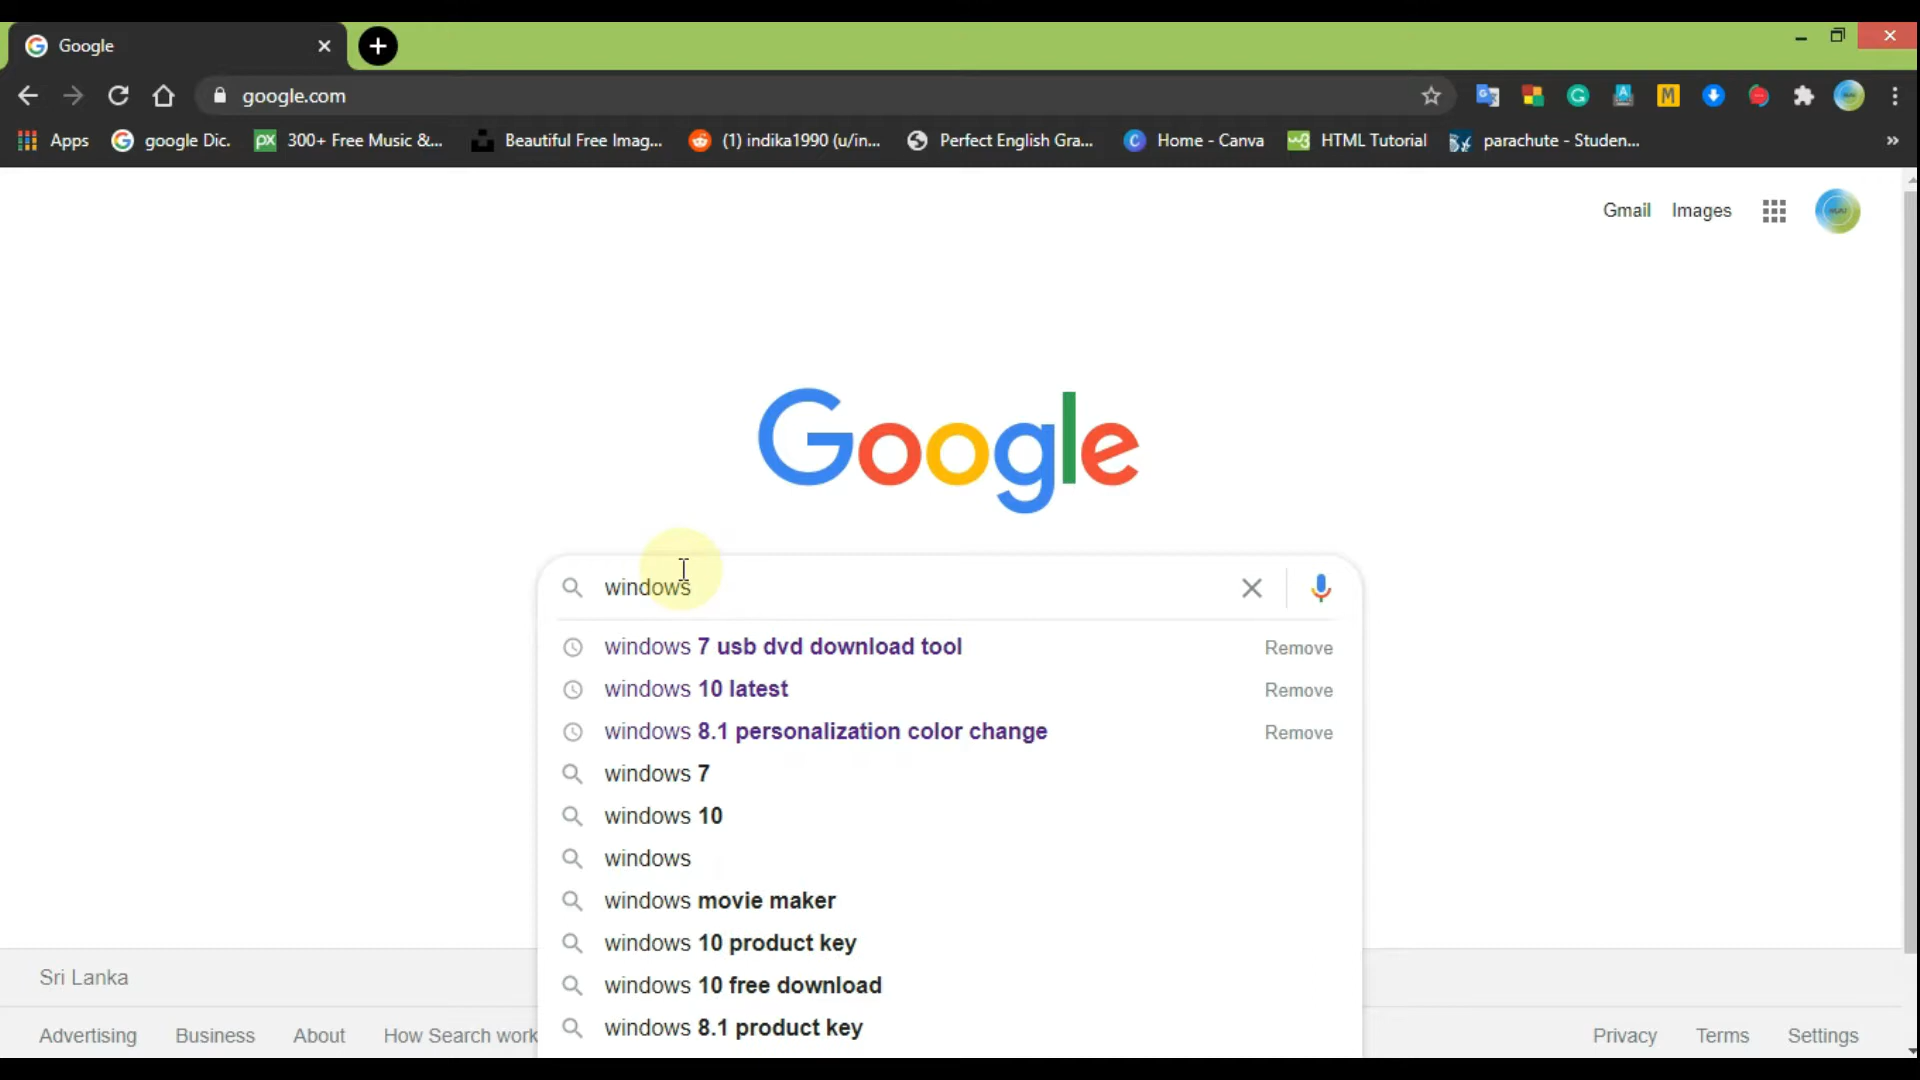 Google
google.com
Apps google Dic. 300+ Free Music &... Beautiful Free Imag... (1) indika1990 (u/in... Perfect English Gra... Home - Canva HTML Tutorial parachute - Studen... »
Gmail Images
Google
windows
windows 7 usb dvd download tool Remove
windows 10 latest Remove
windows 8.1 personalization color change Remove
windows 7
windows 10
windows
windows movie maker
windows 10 product key
windows 10 free download
windows 8.1 product key
Sri Lanka
Advertising Business About How Search work Privacy Terms Settings